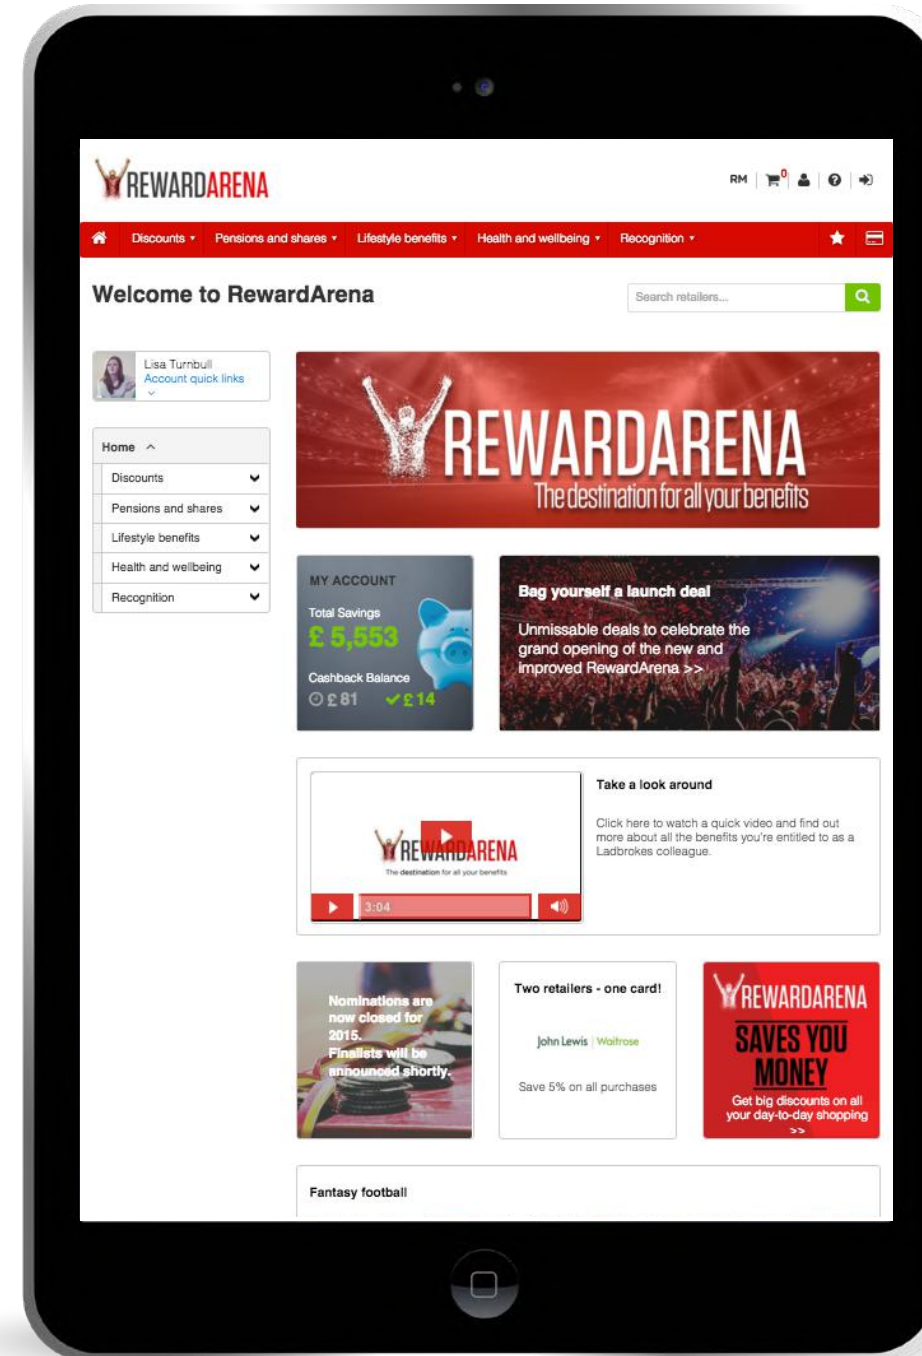 REWARDARENA
RM 0
Discounts Pensions and shares Lifestyle benefits Health and wellbeing Recognition
Welcome to RewardArena
Search retailers...
Lisa Turnbull
Account quick links
Home
Discounts
Pensions and shares
Lifestyle benefits
Health and wellbeing
Recognition
REWARDARENA
The destination for all your benefits
MY ACCOUNT
Total Savings
£ 5,553
Cashback Balance
£81 £14
Bag yourself a launch deal
Unmissable deals to celebrate the
grand opening of the new and
improved RewardArena >>
REWARDARENA
The destination for all your benefits
3:04
Take a look around
Click here to watch a quick video and find out
more about all the benefits you're entitled to as a
Ladbrokes colleague.
Nominations are
now closed for
2015.
Finalists will be
announced shortly.
Two retailers - one card!
John Lewis | Waitrose
Save 5% on all purchases
REWARDARENA
SAVES YOU
MONEY
Get big discounts on all
your day-to-day shopping
>>
Fantasy football